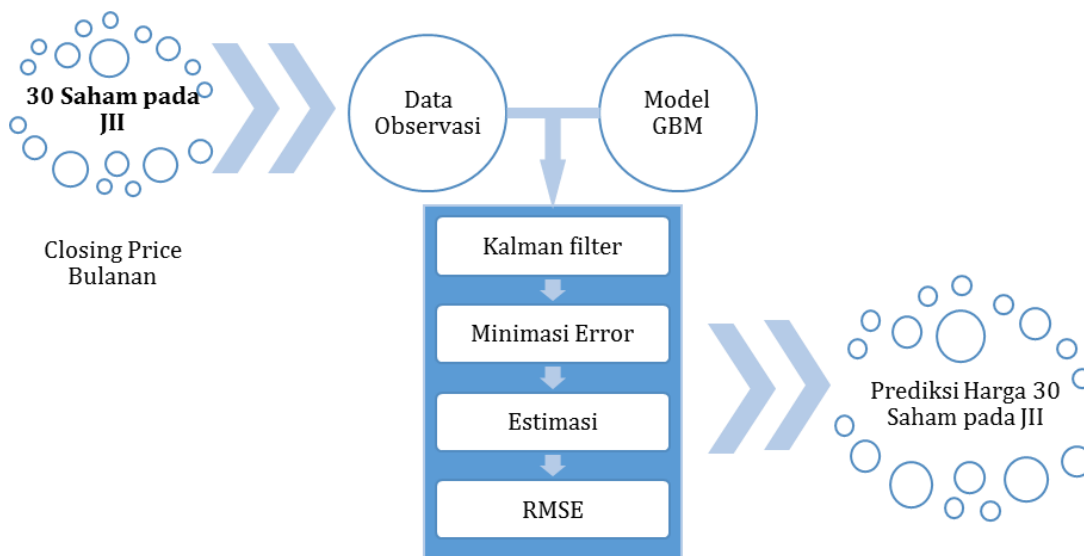 30 Saham pada
JII
Closing Price
Bulanan
Data
Observasi
Model
GBM
Kalman filter
Minimasi Error
Estimasi
RMSE
Prediksi Harga 30
Saham pada JII